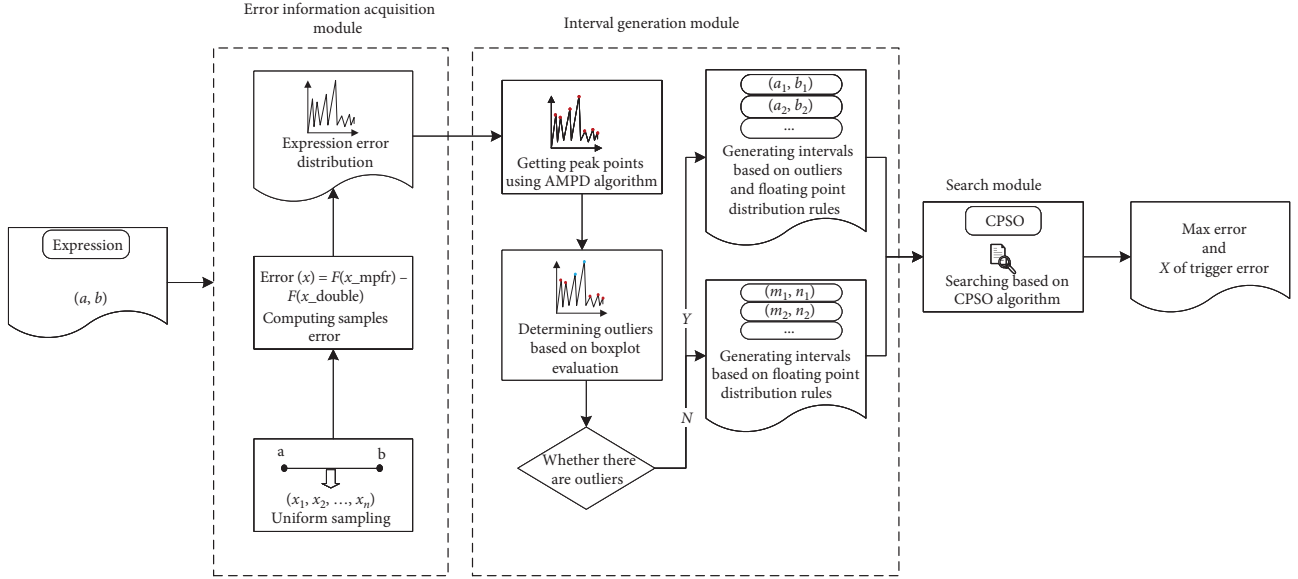 Error information acquisition
module
Interval generation module
Expression
(a, b)
Expression error
distribution
Error (x) = F(x_mpfr) –
F(x_double)
Computing samples
error
a b
(x1, x2, ..., xn)
Uniform sampling
Getting peak points
using AMPD algorithm
Determining outliers
based on boxplot
evaluation
Whether there
are outliers
Y
N
(a1, b1)
(a2, b2)
...
Generating intervals
based on outliers
and floating point
distribution rules
(m1, n1)
(m2, n2)
...
Generating intervals
based on floating point
distribution rules
Search module
CPSO
Searching based on
CPSO algorithm
Max error
and
X of trigger error